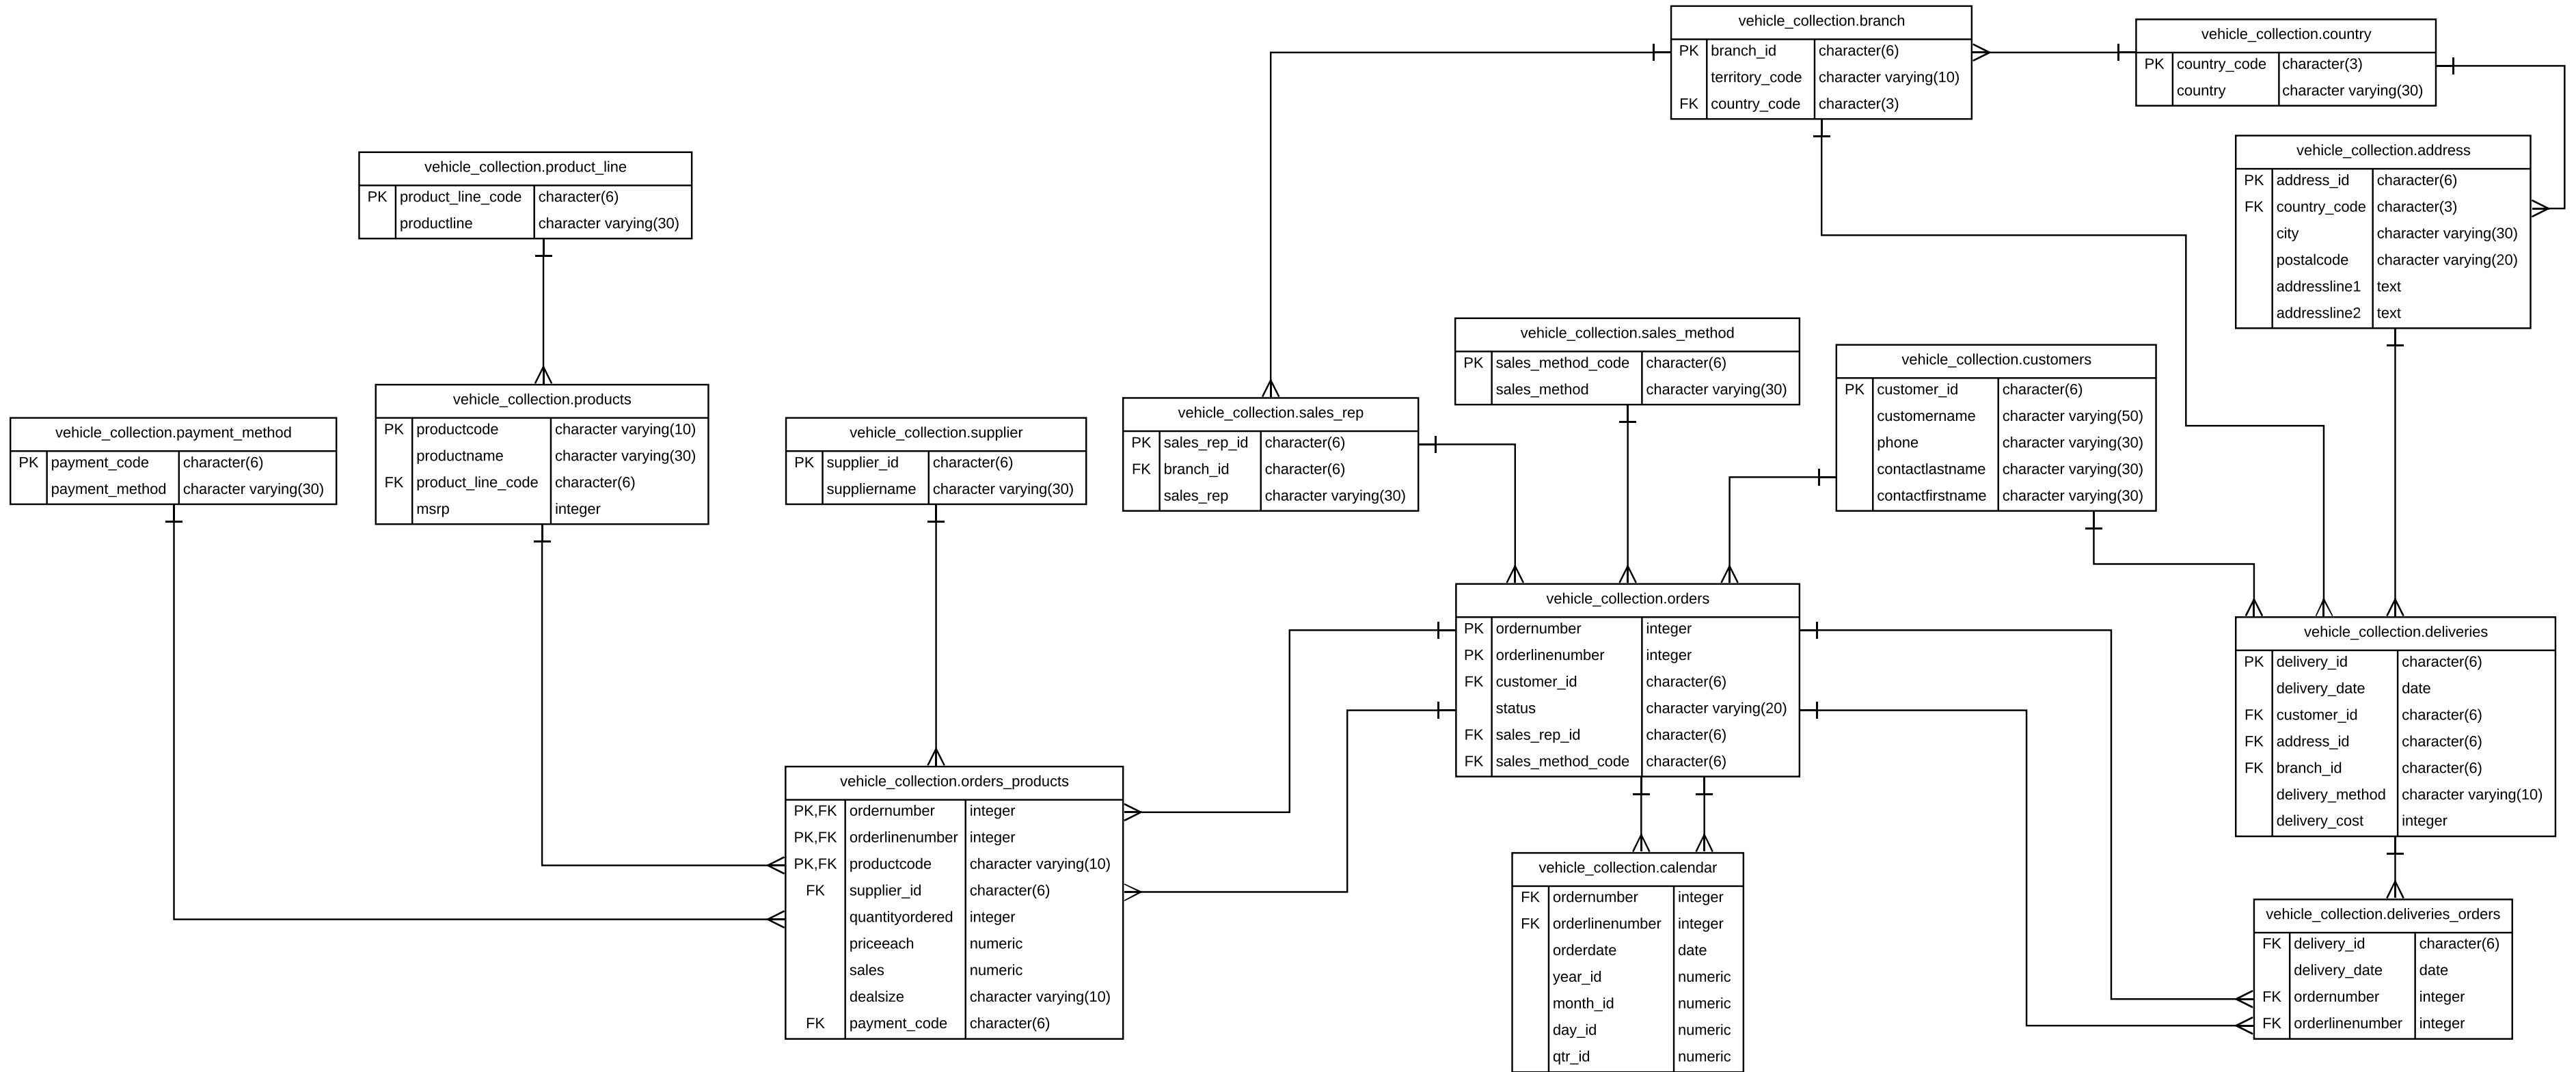 vehicle_collection.branch
PK branch_id character(6)
territory_code character varying(10)
FK country_code character(3)
vehicle_collection.country
PK country_code character(3)
country character varying(30)
vehicle_collection.address
PK address_id character(6)
FK country_code character(3)
city character varying(30)
postalcode character varying(20)
addressline1 text
addressline2 text
vehicle_collection.product_line
PK product_line_code character(6)
productline character varying(30)
vehicle_collection.sales_method
PK sales_method_code character(6)
sales_method character varying(30)
vehicle_collection.customers
PK customer_id character(6)
customername character varying(50)
phone character varying(30)
contactlastname character varying(30)
contactfirstname character varying(30)
vehicle_collection.products
PK productcode character varying(10)
productname character varying(30)
FK product_line_code character(6)
msrp integer
vehicle_collection.payment_method
PK payment_code character(6)
payment_method character varying(30)
vehicle_collection.supplier
PK supplier_id character(6)
suppliername character varying(30)
vehicle_collection.sales_rep
PK sales_rep_id character(6)
FK branch_id character(6)
sales_rep character varying(30)
vehicle_collection.orders
PK ordernumber integer
PK orderlinenumber integer
FK customer_id character(6)
status character varying(20)
FK sales_rep_id character(6)
FK sales_method_code character(6)
vehicle_collection.deliveries
PK delivery_id character(6)
delivery_date date
FK customer_id character(6)
FK address_id character(6)
FK branch_id character(6)
delivery_method character varying(10)
delivery_cost integer
vehicle_collection.orders_products
PK,FK ordernumber integer
PK,FK orderlinenumber integer
PK,FK productcode character varying(10)
FK supplier_id character(6)
quantityordered integer
priceeach numeric
sales numeric
dealsize character varying(10)
FK payment_code character(6)
vehicle_collection.calendar
FK ordernumber integer
FK orderlinenumber integer
orderdate date
year_id numeric
month_id numeric
day_id numeric
qtr_id numeric
vehicle_collection.deliveries_orders
FK delivery_id character(6)
delivery_date date
FK ordernumber integer
FK orderlinenumber integer